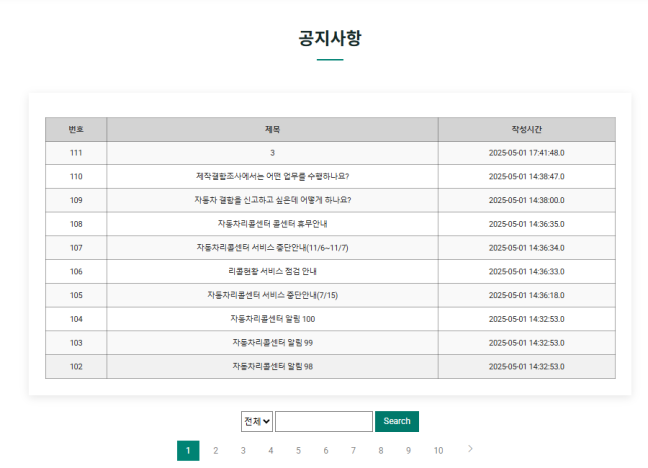 공지사항
번호 제목 작성시간
111 3 2025-05-01 17:41:48.0
110 제작결함조사에서는 어떤 업무를 수행하나요? 2025-05-01 14:38:47.0
109 자동차 결함을 신고하고 싶은데 어떻게 하나요? 2025-05-01 14:38:00.0
108 자동차리콜센터 콜센터 휴무안내 2025-05-01 14:36:35.0
107 자동차리콜센터 서비스 중단안내(11/6~11/7) 2025-05-01 14:36:34.0
106 리콜현황 서비스 점검 안내 2025-05-01 14:36:33.0
105 자동차리콜센터 서비스 중단안내(7/15) 2025-05-01 14:36:18.0
104 자동차리콜센터 알림 100 2025-05-01 14:32:53.0
103 자동차리콜센터 알림 99 2025-05-01 14:32:53.0
102 자동차리콜센터 알림 98 2025-05-01 14:32:53.0
전체 Search
1 2 3 4 5 6 7 8 9 10 >